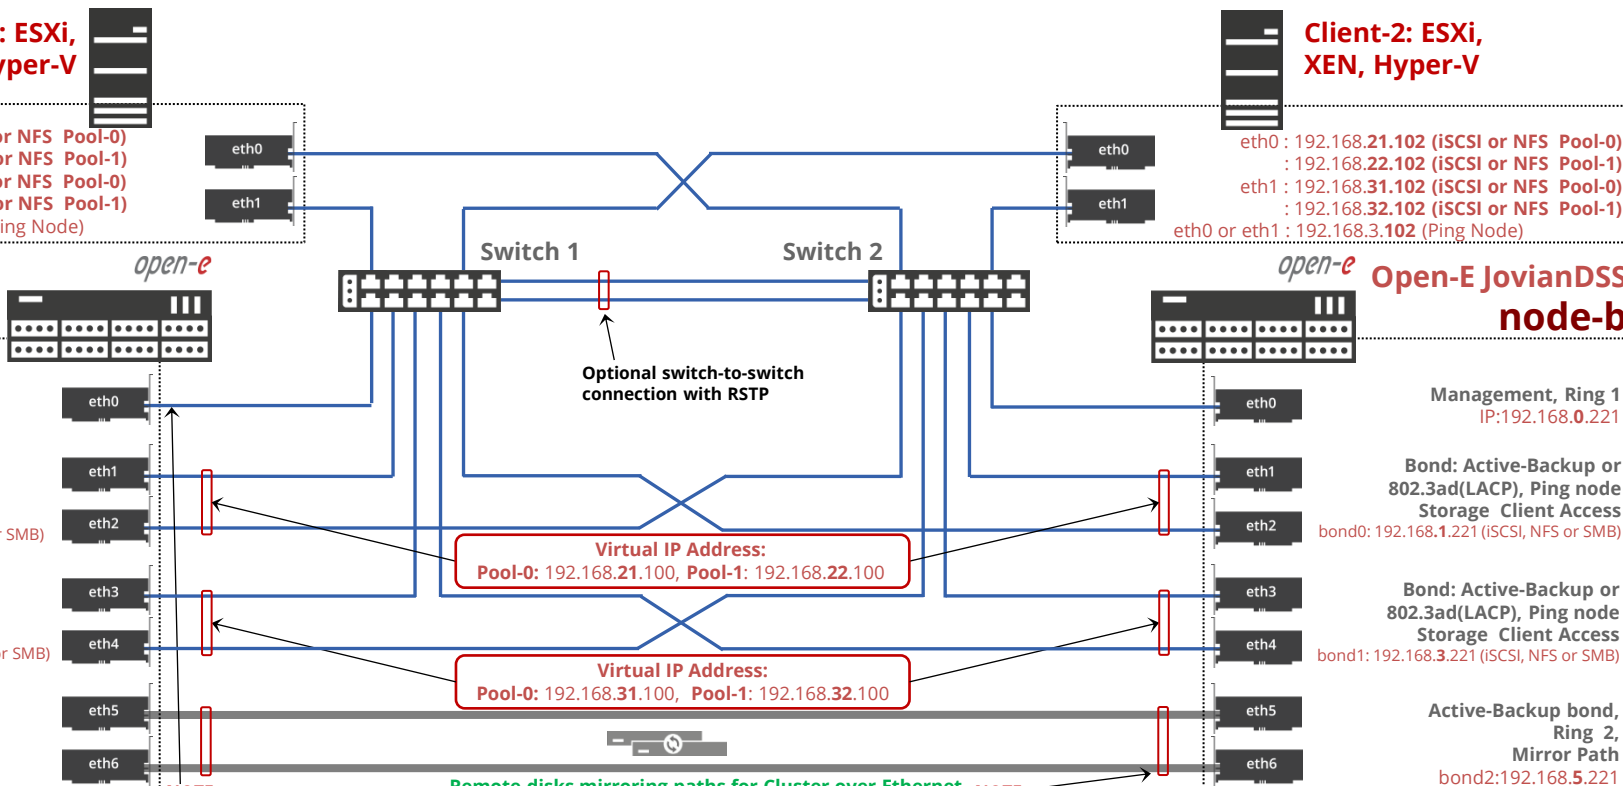 : ESXi,
yper-V
or NFS Pool-0)
or NFS Pool-1)
or NFS Pool-0)
or NFS Pool-1)
ing Node)
eth0
eth1
Client-2: ESXi,
XEN, Hyper-V
eth0
eth1
eth0 : 192.168.21.102 (iSCSI or NFS Pool-0)
: 192.168.22.102 (iSCSI or NFS Pool-1)
eth1 : 192.168.31.102 (iSCSI or NFS Pool-0)
: 192.168.32.102 (iSCSI or NFS Pool-1)
eth0 or eth1 : 192.168.3.102 (Ping Node)
open-e
Switch 1
Switch 2
open-e
Open-E JovianDSS
node-b
Optional switch-to-switch
connection with RSTP
eth0
eth1
eth2
r SMB)
eth3
eth4
or SMB)
eth5
eth6
Virtual IP Address:
Pool-0: 192.168.21.100, Pool-1: 192.168.22.100
Virtual IP Address:
Pool-0: 192.168.31.100, Pool-1: 192.168.32.100
Remote disks mirroring paths for Cluster over Ethernet
eth0
Management, Ring 1
IP:192.168.0.221
eth1
eth2
Bond: Active-Backup or
802.3ad(LACP), Ping node
Storage Client Access
bond0: 192.168.1.221 (iSCSI, NFS or SMB)
eth3
eth4
Bond: Active-Backup or
802.3ad(LACP), Ping node
Storage Client Access
bond1: 192.168.3.221 (iSCSI, NFS or SMB)
eth5
eth6
Active-Backup bond,
Ring 2,
Mirror Path
bond2:192.168.5.221